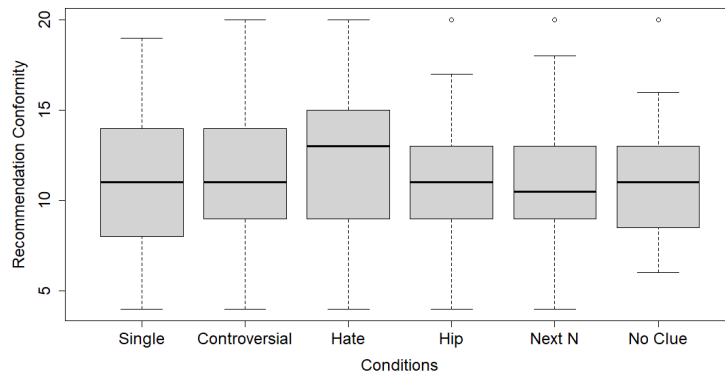 Recommendation Conformity
20
15
10
5
Single Controversial Hate Hip Next N No Clue
Conditions